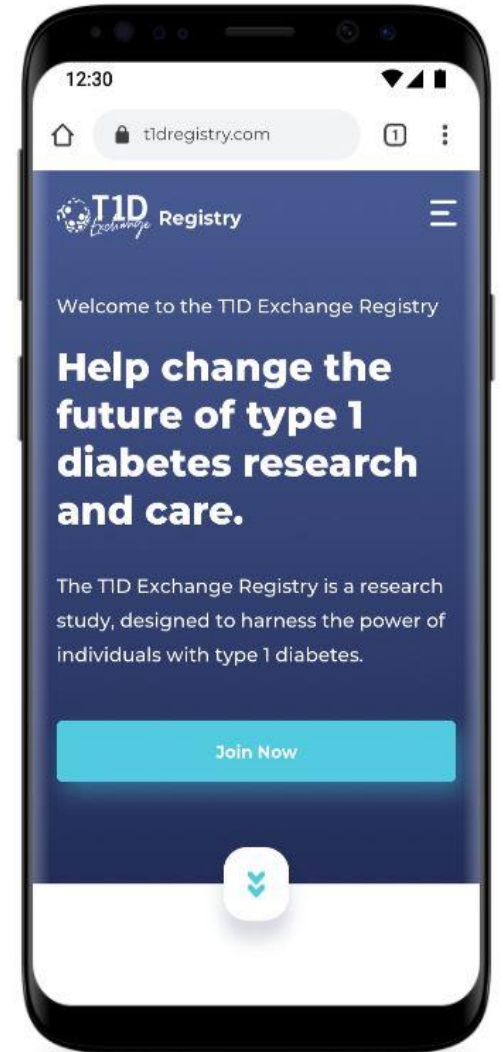 12:30
t1dregistry.com
1
T1D
Exchange
Registry
Welcome to the T1D Exchange Registry
Help change the
future of type 1
diabetes research
and care.
The T1D Exchange Registry is a research
study, designed to harness the power of
individuals with type 1 diabetes.
Join Now